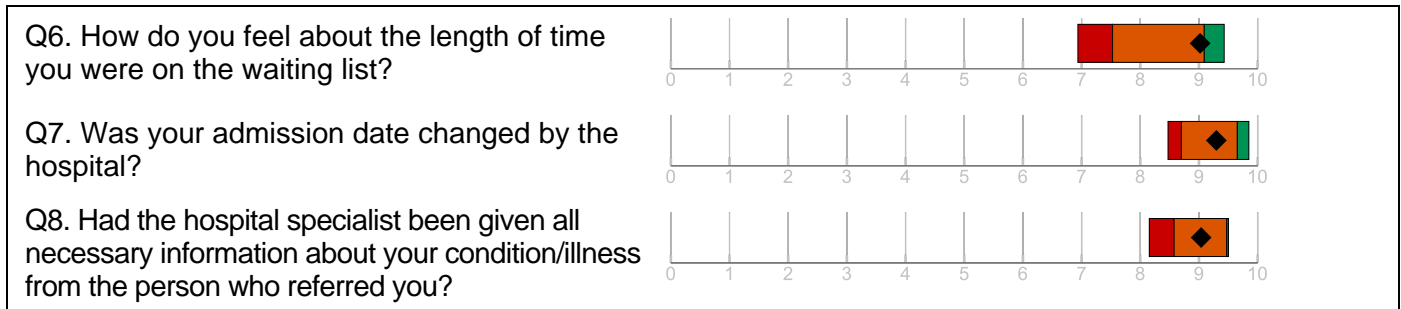 Q6. How do you feel about the length of time
you were on the waiting list?
0 1 2 3 4 5 6 7 8 9 10
Q7. Was your admission date changed by the
hospital?
0 1 2 3 4 5 6 7 8 9 10
Q8. Had the hospital specialist been given all
necessary information about your condition/illness
from the person who referred you?
0 1 2 3 4 5 6 7 8 9 10